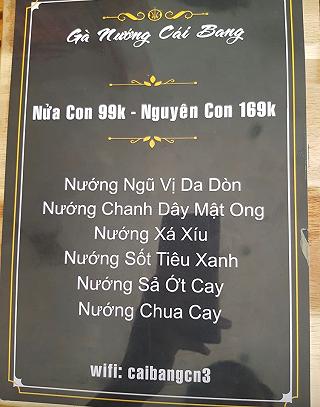 Gà Nướng Cái Bang
Nửa Con 99k - Nguyên Con 169k
Nướng Ngũ Vị Da Dòn
Nướng Chanh Dây Mật Ong
Nướng Xá Xíu
Nướng Sốt Tiêu Xanh
Nướng Sả Ớt Cay
Nướng Chua Cay
wifi: caibangcn3